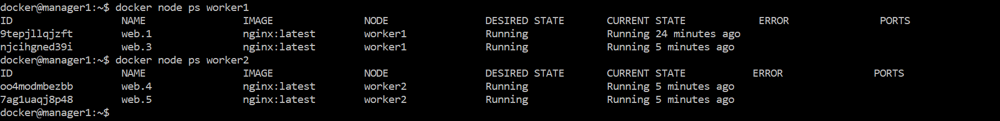 docker@manager1:~$ docker node ps worker1
ID NAME IMAGE NODE DESIRED STATE CURRENT STATE ERROR PORTS
9tepjllqjzft web.1 nginx:latest worker1 Running Running 24 minutes ago
njcihgned39i web.3 nginx:latest worker1 Running Running 5 minutes ago
docker@manager1:~$ docker node ps worker2
ID NAME IMAGE NODE DESIRED STATE CURRENT STATE ERROR PORTS
oo4modmbezbb web.4 nginx:latest worker2 Running Running 5 minutes ago
7ag1uaqj8p48 web.5 nginx:latest worker2 Running Running 5 minutes ago
docker@manager1:~$